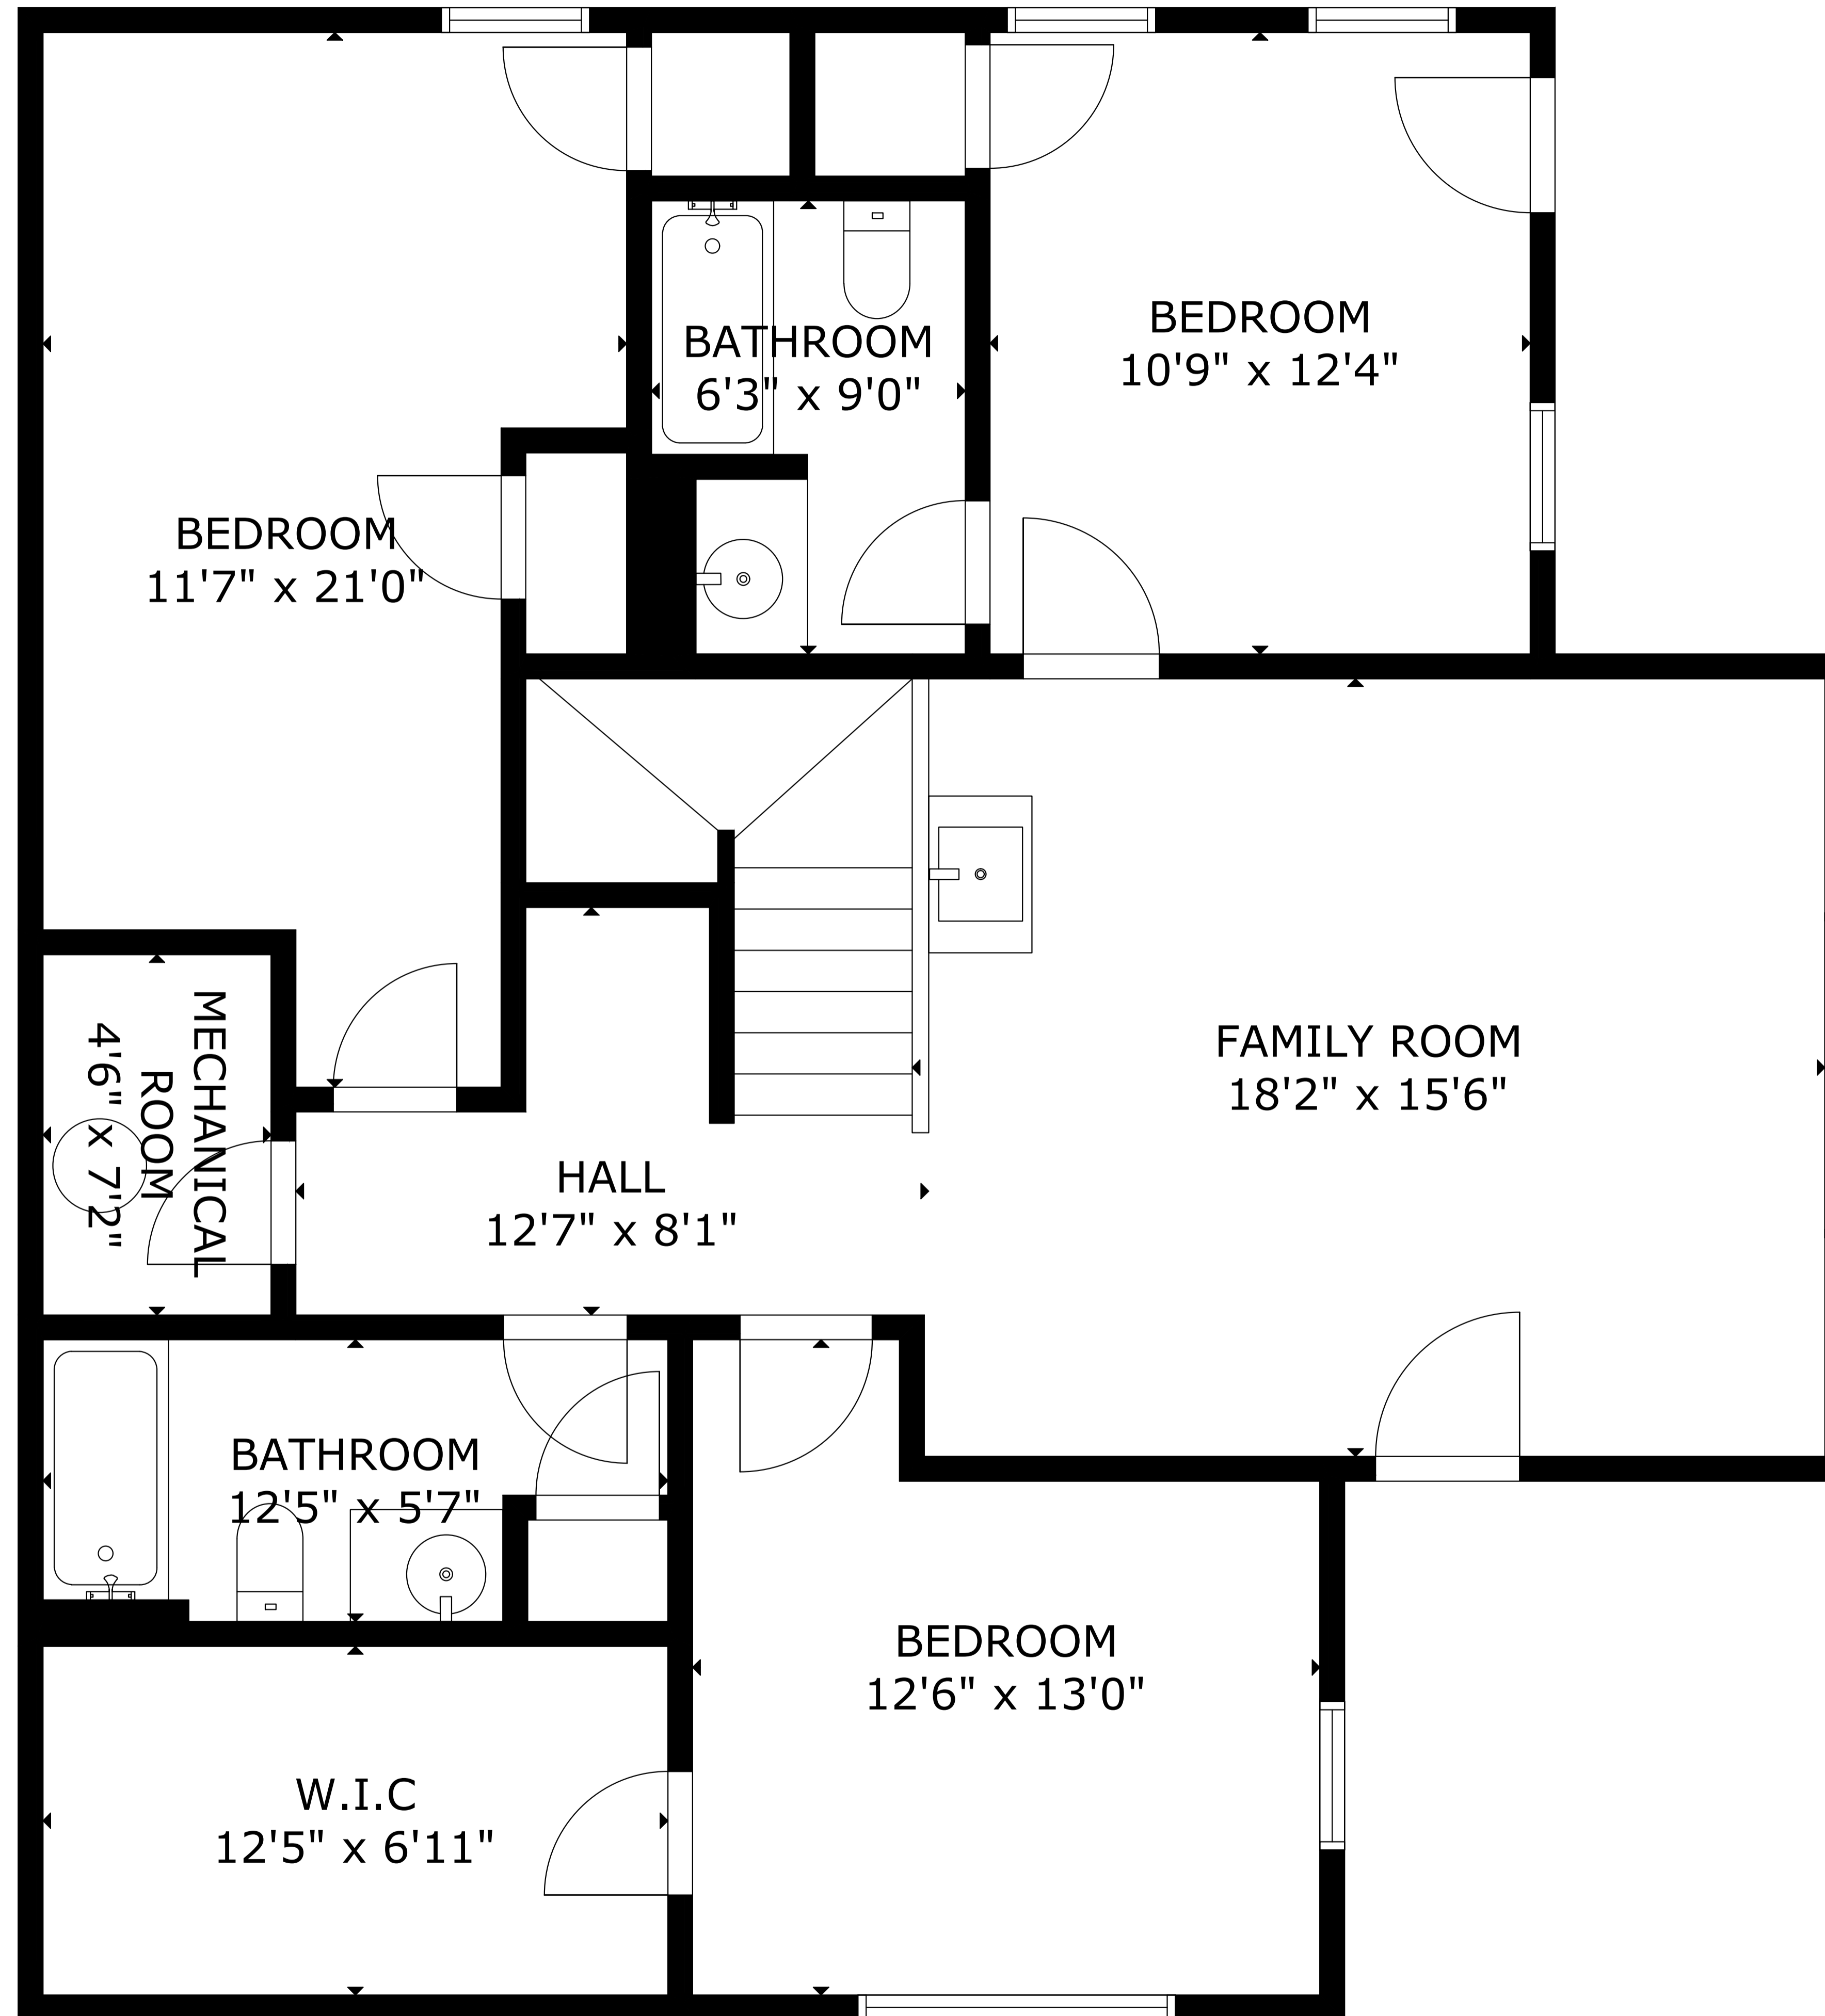 BATHROOM
6'3" x 9'0"
BEDROOM
10'9" x 12'4"
BEDROOM
11'7" x 21'0"
MECHANICAL
ROOM
4'6" x 7'2"
FAMILY ROOM
18'2" x 15'6"
HALL
12'7" x 8'1"
BATHROOM
12'5" x 5'7"
BEDROOM
12'6" x 13'0"
W.I.C
12'5" x 6'11"